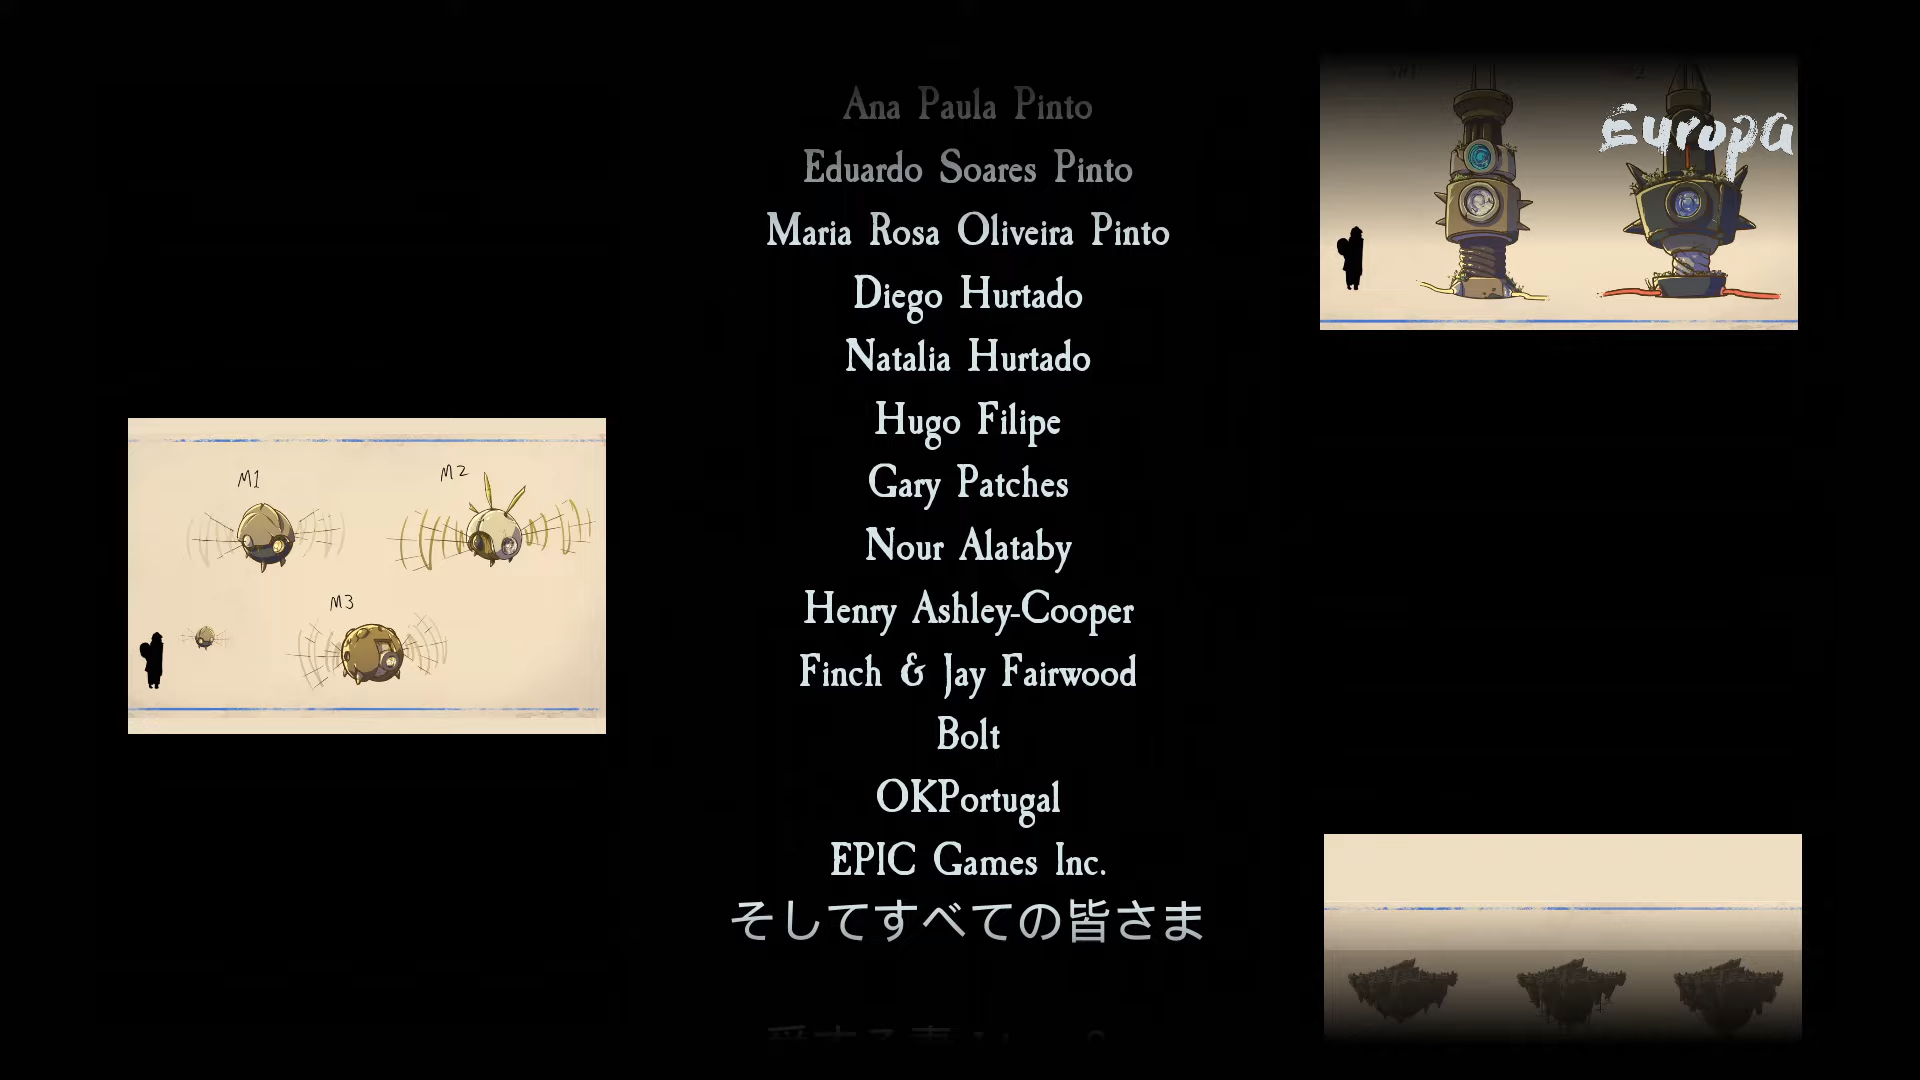 Ana Paula Pinto
Eduardo Soares Pinto
Maria Rosa Oliveira Pinto
Diego Hurtado
Natalia Hurtado
Hugo Filipe
Gary Patches
Nour Alataby
Henry Ashley-Cooper
Finch & Jay Fairwood
Bolt
OKPortugal
EPIC Games Inc.
そしてすべての皆さま
M1
M2
M3
Europa